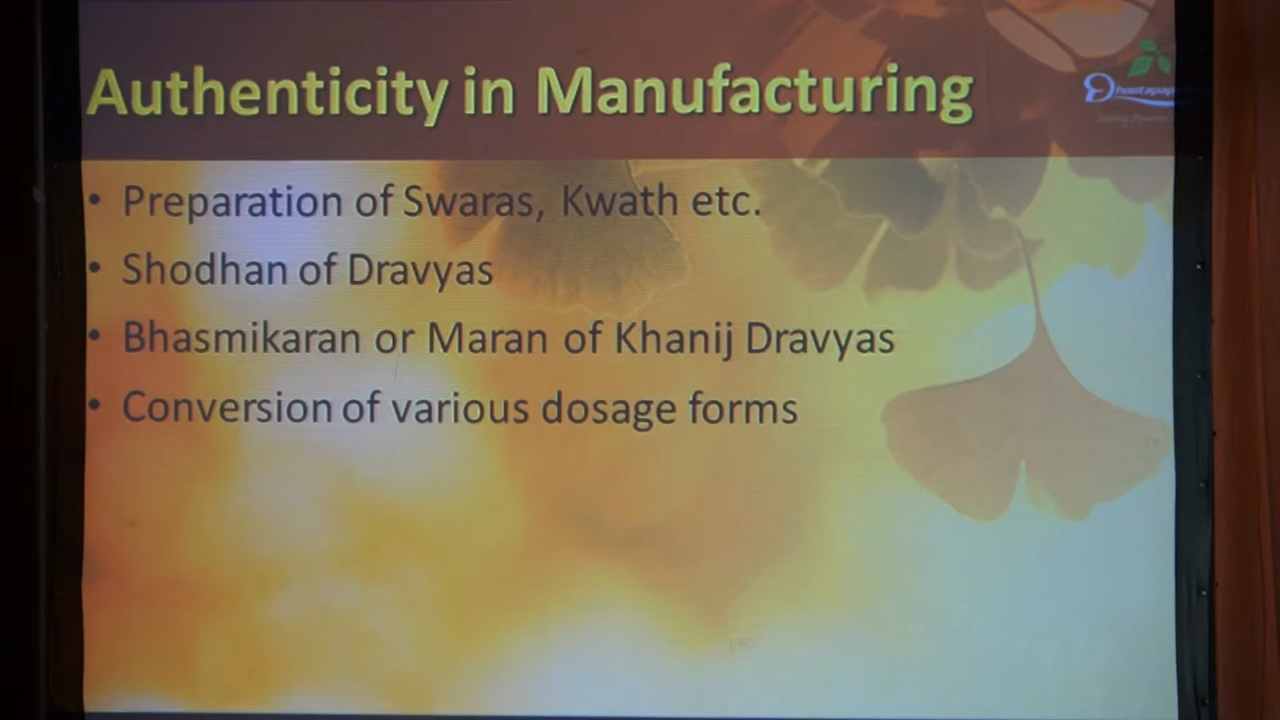 Authenticity in Manufacturing
• Preparation of Swaras, Kwath etc.
• Shodhan of Dravyas
• Bhasmikaran or Maran of Khanij Dravyas
• Conversion of various dosage forms